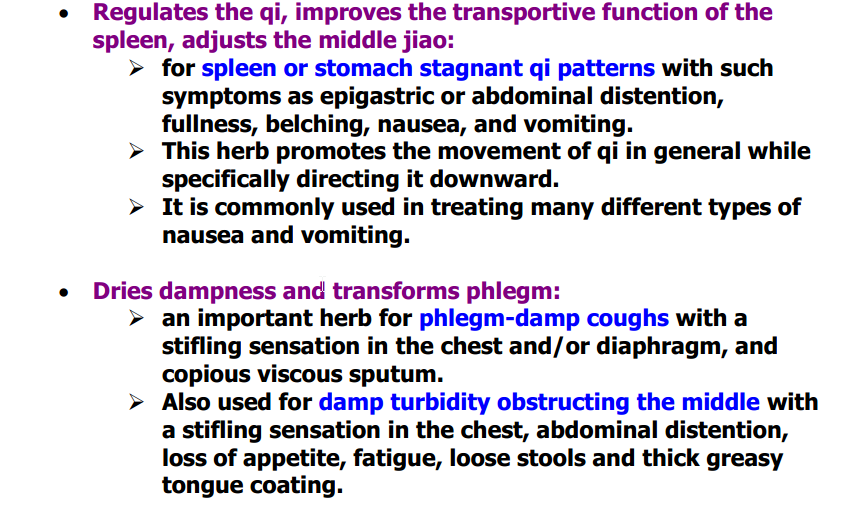 • Regulates the qi, improves the transportive function of the
spleen, adjusts the middle jiao:
➢ for spleen or stomach stagnant qi patterns with such
symptoms as epigastric or abdominal distention,
fullness, belching, nausea, and vomiting.
➢ This herb promotes the movement of qi in general while
specifically directing it downward.
➢ It is commonly used in treating many different types of
nausea and vomiting.
• Dries dampness and transforms phlegm:
➢ an important herb for phlegm-damp coughs with a
stifling sensation in the chest and/or diaphragm, and
copious viscous sputum.
➢ Also used for damp turbidity obstructing the middle with
a stifling sensation in the chest, abdominal distention,
loss of appetite, fatigue, loose stools and thick greasy
tongue coating.